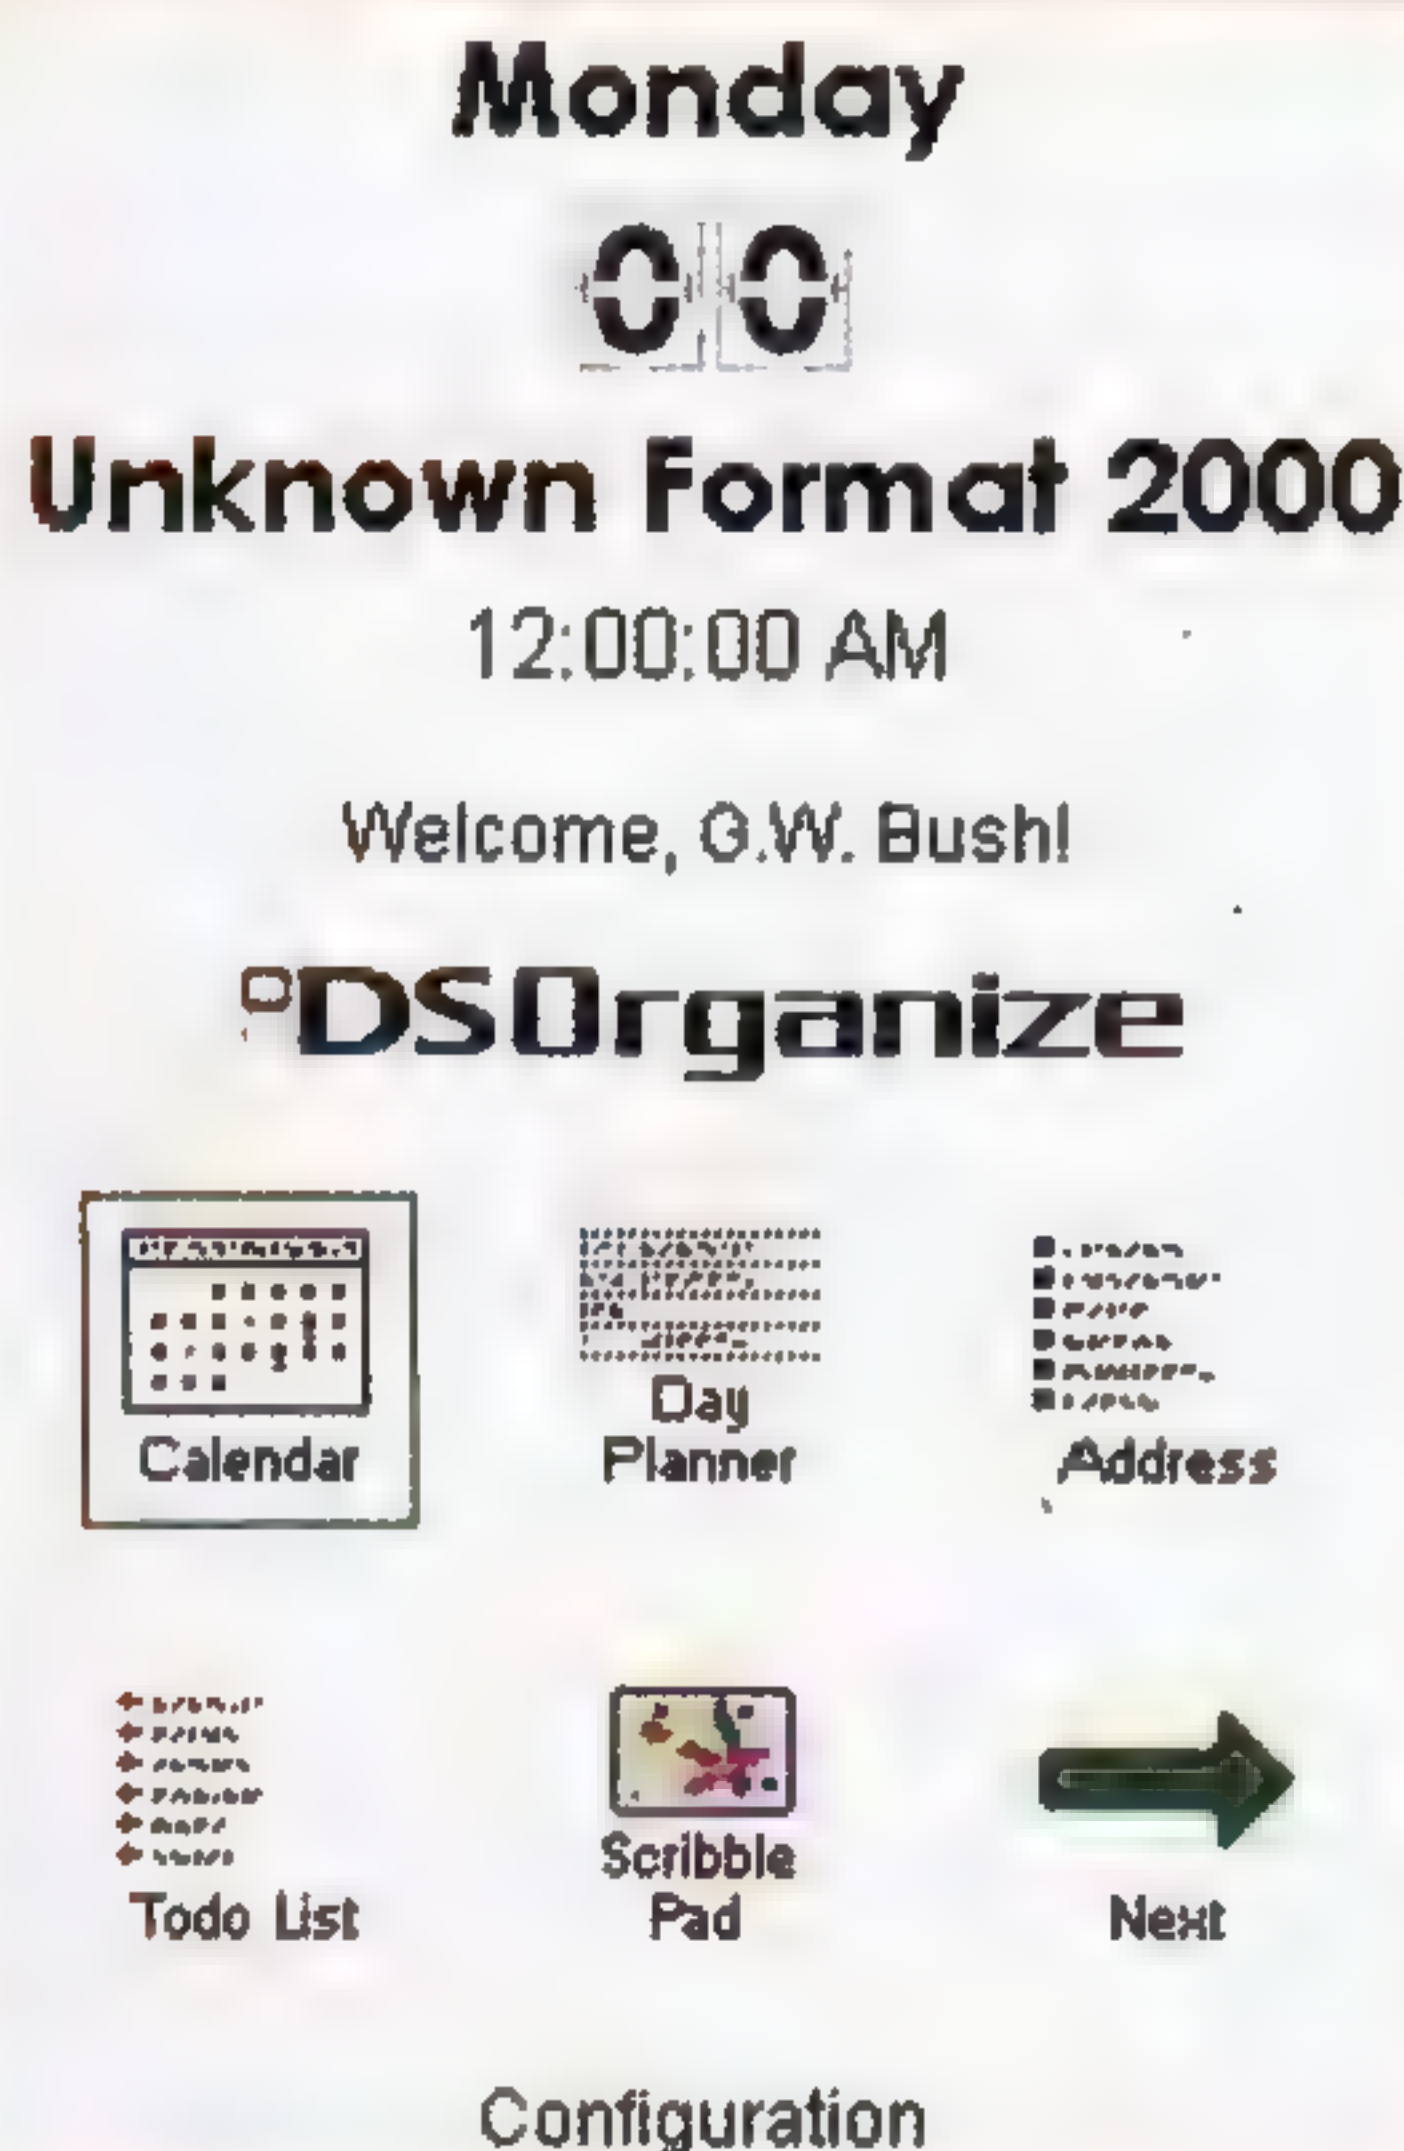 Monday
00
Unknown Format 2000
12:00:00 AM
Welcome, G.W. Bush!
DSOrganize
Calendar
Day
Planner
Address
Todo List
Scribble
Pad
Next
Configuration